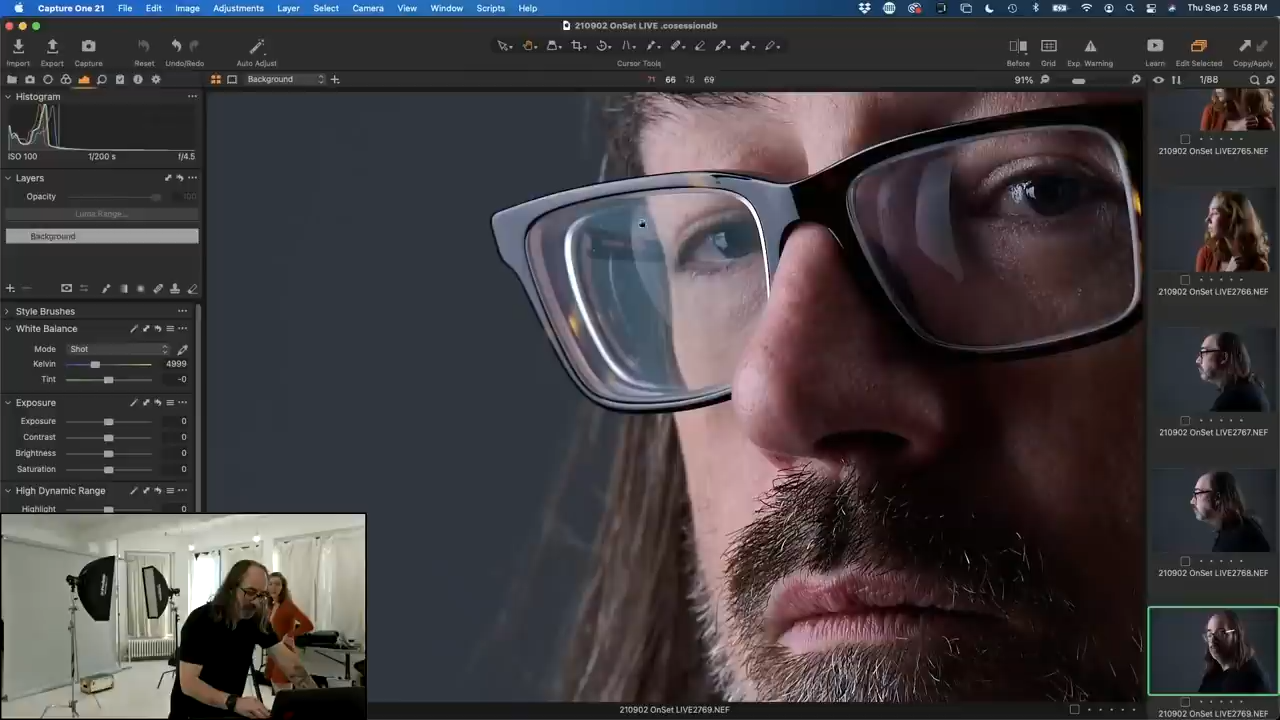 Capture One 21 File Edit Image Adjustments Layer Select Camera View Window Scripts Help Thu Sep 2 5:58 PM
210902 OnSet LIVE .cosessiondb
Import Export Capture Reset Undo/Redo Auto Adjust Cursor Tools Before Grid Exp. Warning Learn Edit Selected Copy/Apply
Background 71 66 76 69 91% 1/88
Histogram
ISO 100 1/200 s f/4.5
210902 OnSet LIVE2765.NEF
Layers
Opacity 100
Luma Range...
Background
210902 OnSet LIVE2766.NEF
Style Brushes
White Balance
Mode Shot
Kelvin 4999
Tint -0
Exposure
Exposure 0
Contrast 0
210902 OnSet LIVE2767.NEF
Brightness 0
Saturation 0
High Dynamic Range
Highlight 0
210902 OnSet LIVE2768.NEF
210902 OnSet LIVE2769.NEF
210902 OnSet LIVE2769.NEF